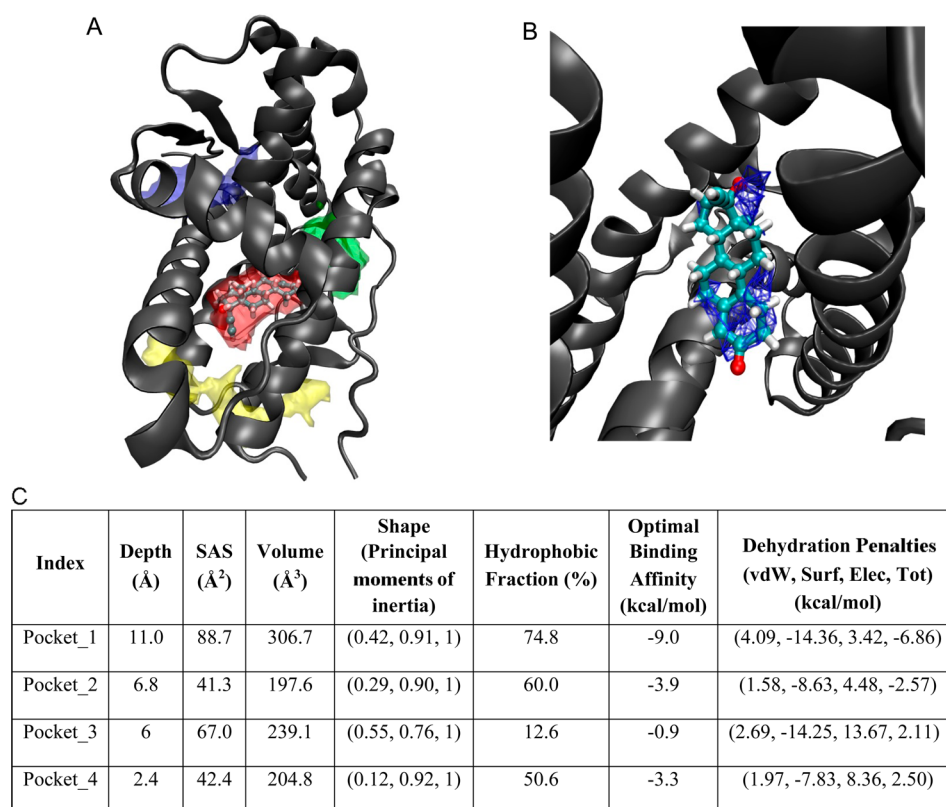 A
B
C
Index Depth (Å) SAS (Å²) Volume (Å³) Shape (Principal moments of inertia) Hydrophobic Fraction (%) Optimal Binding Affinity (kcal/mol) Dehydration Penalties (vdW, Surf, Elec, Tot) (kcal/mol)
Pocket_1 11.0 88.7 306.7 (0.42, 0.91, 1) 74.8 -9.0 (4.09, -14.36, 3.42, -6.86)
Pocket_2 6.8 41.3 197.6 (0.29, 0.90, 1) 60.0 -3.9 (1.58, -8.63, 4.48, -2.57)
Pocket_3 6 67.0 239.1 (0.55, 0.76, 1) 12.6 -0.9 (2.69, -14.25, 13.67, 2.11)
Pocket_4 2.4 42.4 204.8 (0.12, 0.92, 1) 50.6 -3.3 (1.97, -7.83, 8.36, 2.50)